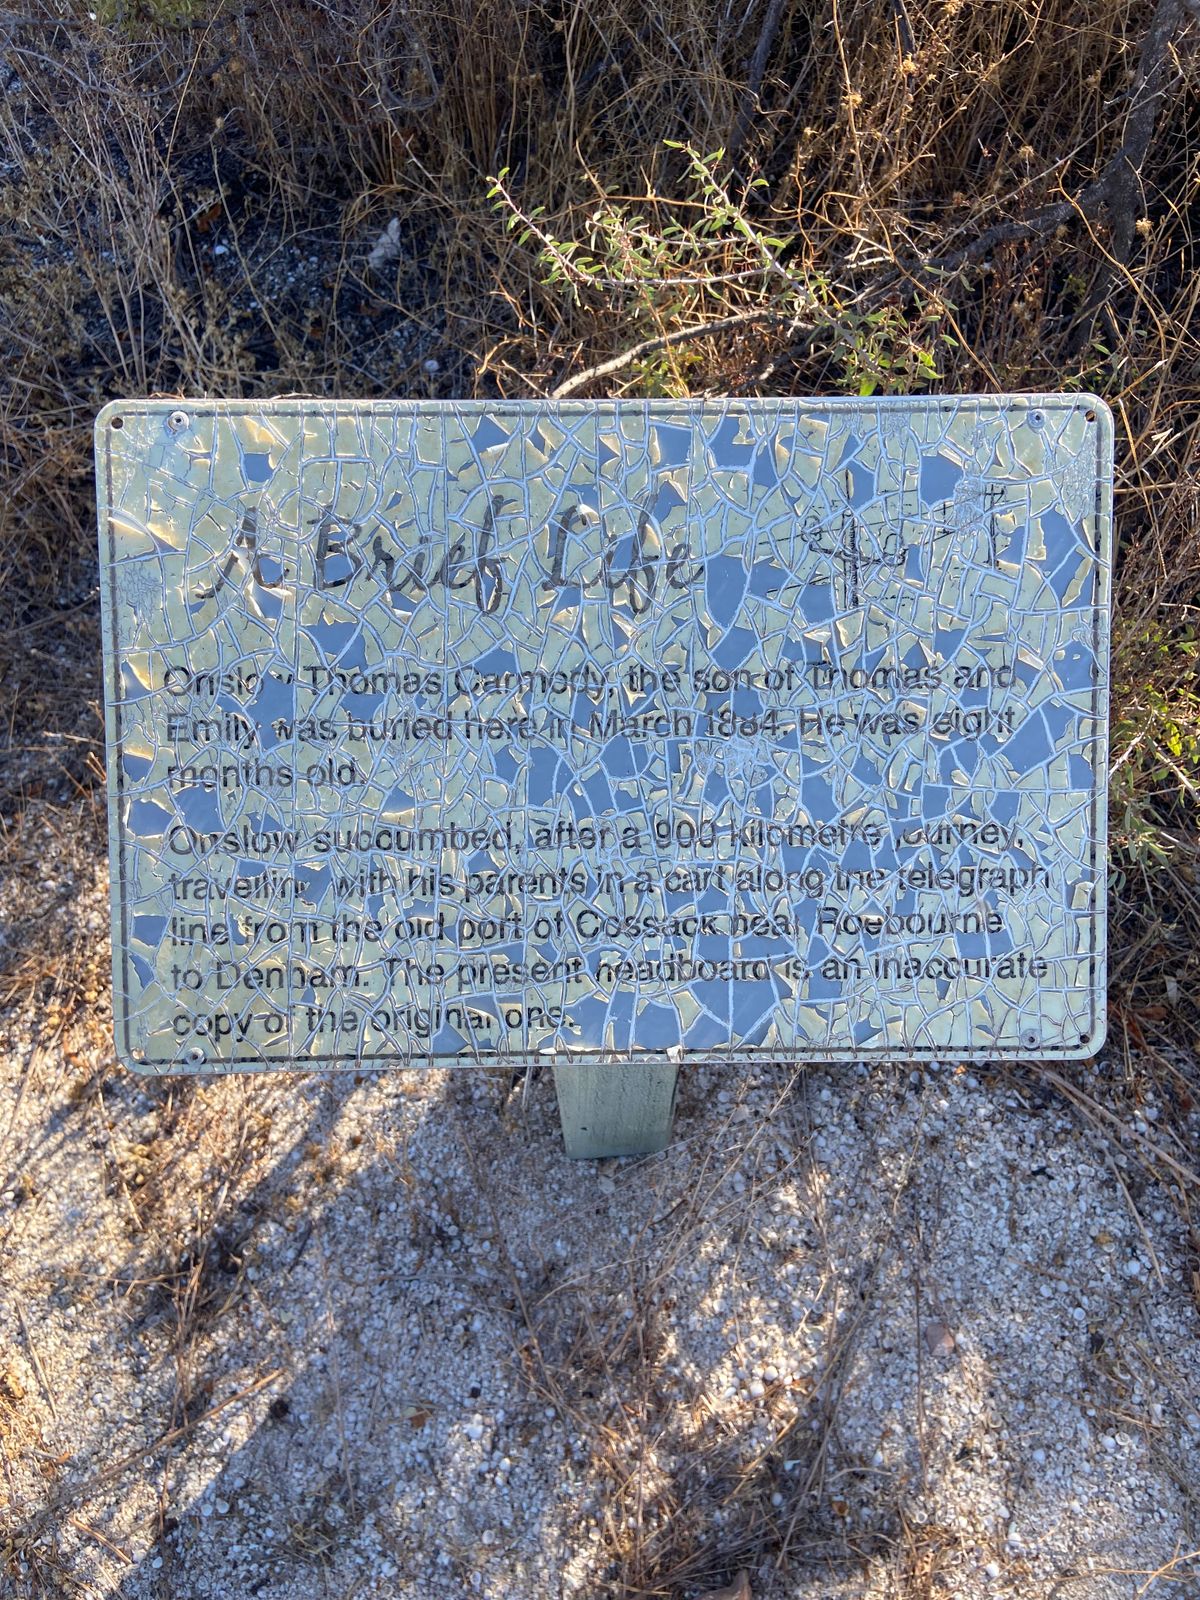 A Brief Life
Onslow Thomas Carmody, the son of Thomas and
Emily was buried here in March 1884. He was eight
months old.
Onslow succumbed, after a 900 kilometre journey,
travelling with his parents in a cart along the telegraph
line from the old port of Cossack near Roebourne
to Denham. The present headboard is an inaccurate
copy of the original one.